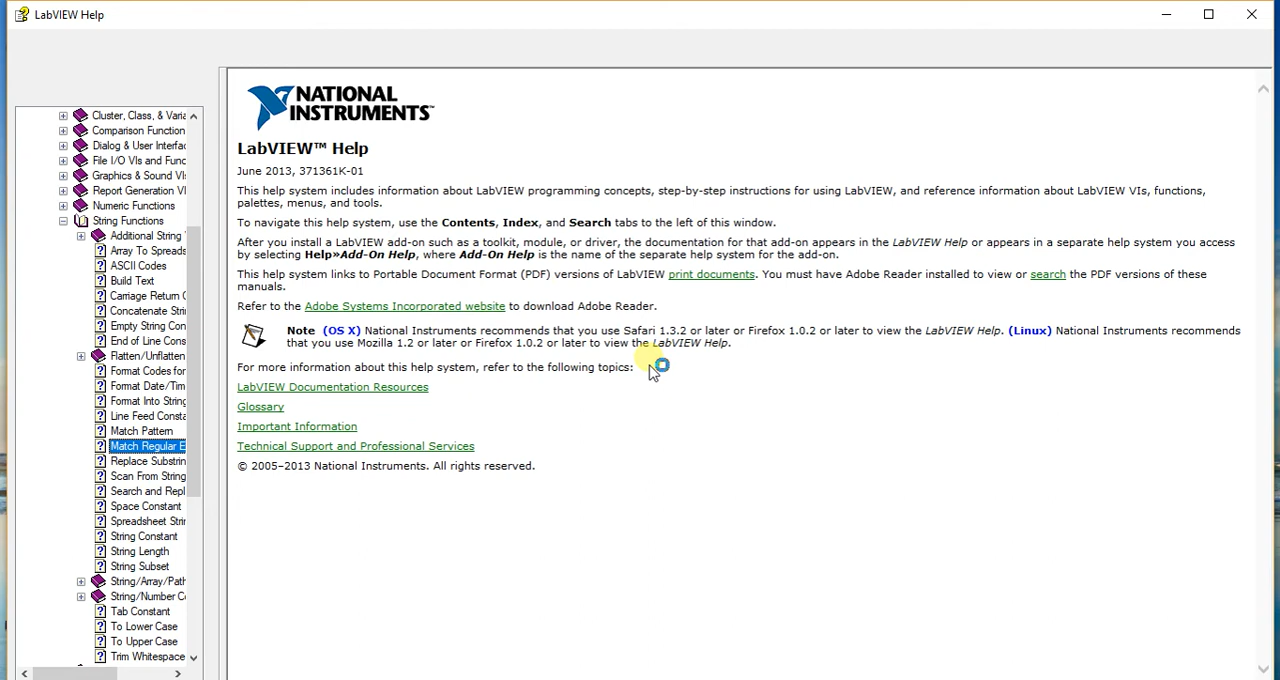 LabVIEW Help
Cluster, Class, & Varia
Comparison Function
Dialog & User Interfac
File I/O VIs and Func
Graphics & Sound VI
Report Generation VI
Numeric Functions
String Functions
Additional String
Array To Spreads
ASCII Codes
Build Text
Carriage Return C
Concatenate Stri
Empty String Con
End of Line Cons
Flatten/Unflatten
Format Codes for
Format Date/Tim
Format Into String
Line Feed Consta
Match Pattern
Match Regular E
Replace Substrin
Scan From String
Search and Repl
Space Constant
Spreadsheet Strin
String Constant
String Length
String Subset
String/Array/Path
String/Number C
Tab Constant
To Lower Case
To Upper Case
Trim Whitespace
NATIONAL
INSTRUMENTS™
LabVIEW™ Help
June 2013, 371361K-01
This help system includes information about LabVIEW programming concepts, step-by-step instructions for using LabVIEW, and reference information about LabVIEW VIs, functions,
palettes, menus, and tools.
To navigate this help system, use the Contents, Index, and Search tabs to the left of this window.
After you install a LabVIEW add-on such as a toolkit, module, or driver, the documentation for that add-on appears in the LabVIEW Help or appears in a separate help system you access
by selecting Help»Add-On Help, where Add-On Help is the name of the separate help system for the add-on.
This help system links to Portable Document Format (PDF) versions of LabVIEW print documents. You must have Adobe Reader installed to view or search the PDF versions of these
manuals.
Refer to the Adobe Systems Incorporated website to download Adobe Reader.
Note (OS X) National Instruments recommends that you use Safari 1.3.2 or later or Firefox 1.0.2 or later to view the LabVIEW Help. (Linux) National Instruments recommends
that you use Mozilla 1.2 or later or Firefox 1.0.2 or later to view the LabVIEW Help.
For more information about this help system, refer to the following topics:
LabVIEW Documentation Resources
Glossary
Important Information
Technical Support and Professional Services
© 2005–2013 National Instruments. All rights reserved.